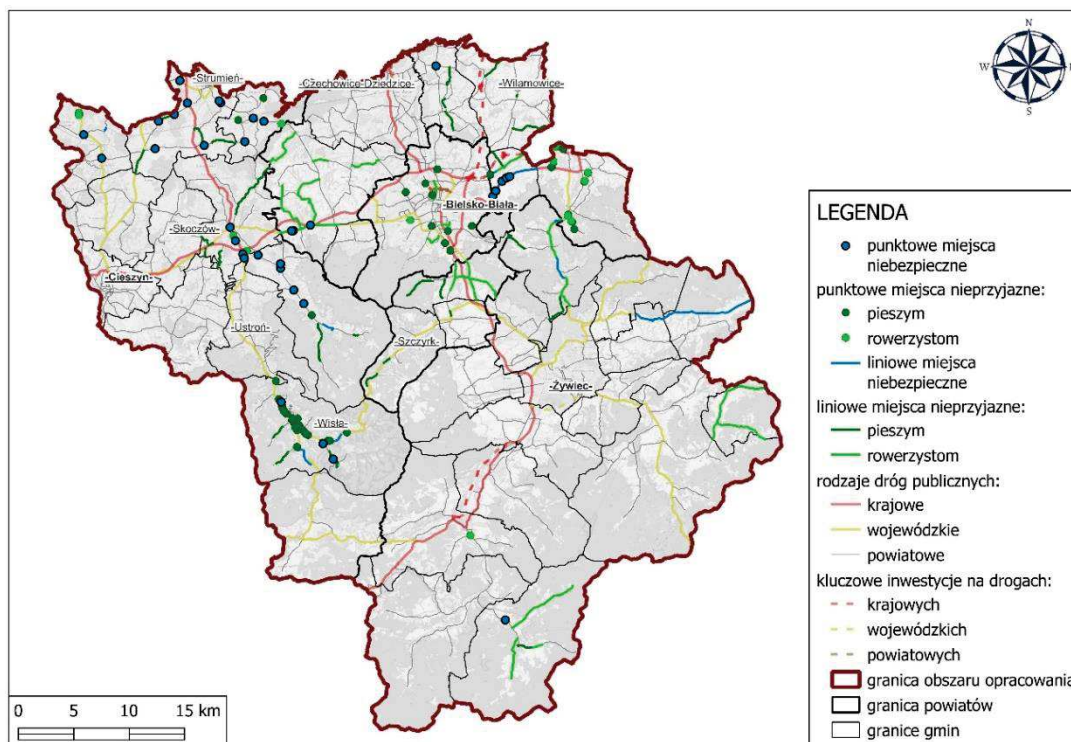 N
W
S
-Strumień-
-Czechowice-Dziedzice-
-Wilamowice-
-Bielsko-Biała-
-Skoczów-
-Cieszyn-
-Ustroń-
-Szczyrk-
-Żywiec-
-Wisła-
LEGENDA
punktowe miejsca
niebezpieczne
punktowe miejsca nieprzyjazne:
pieszym
rowerzystom
liniowe miejsca
niebezpieczne
liniowe miejsca nieprzyjazne:
pieszym
rowerzystom
rodzaje dróg publicznych:
krajowe
wojewódzkie
powiatowe
kluczowe inwestycje na drogach:
krajowych
wojewódzkich
powiatowych
granica obszaru opracowania
granica powiatów
granice gmin
0 5 10 15 km